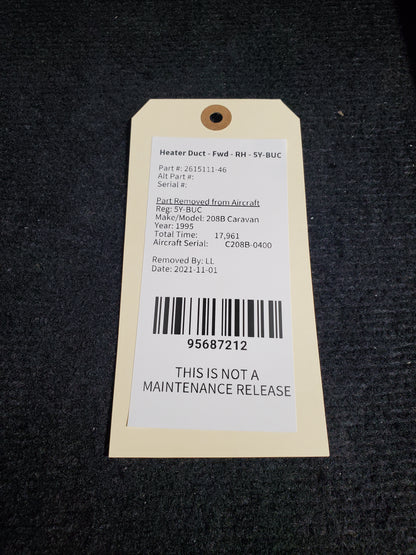 Heater Duct - Fwd - RH - 5Y-BUC
Part #: 2615111-46
Alt Part #:
Serial #:
Part Removed from Aircraft
Reg: 5Y-BUC
Make/Model: 208B Caravan
Year: 1995
Total Time: 17,961
Aircraft Serial: C208B-0400
Removed By: LL
Date: 2021-11-01
95687212
THIS IS NOT A
MAINTENANCE RELEASE